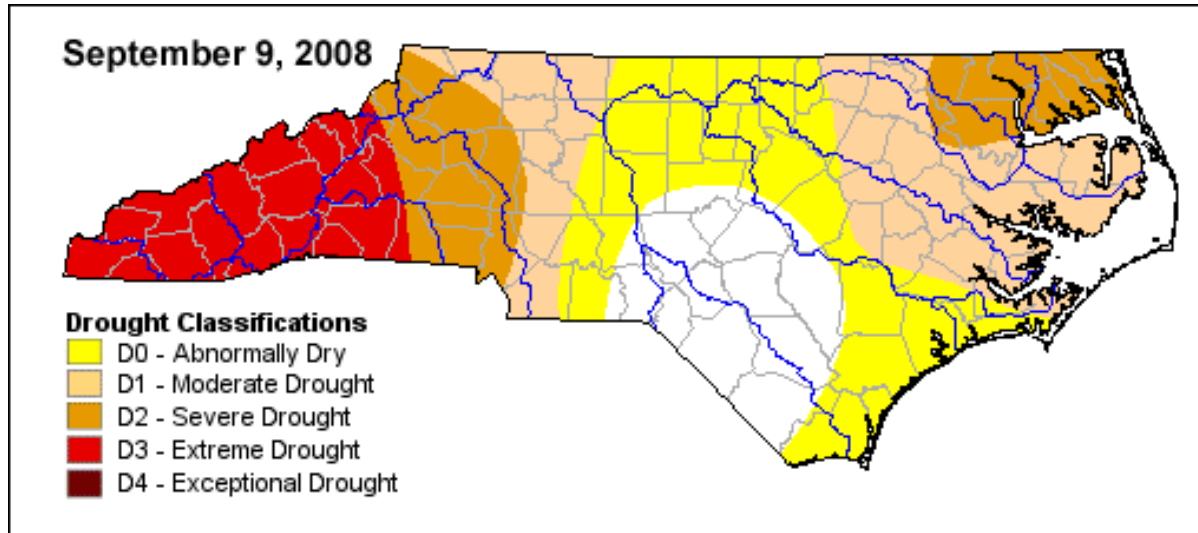 September 9, 2008
Drought Classifications
D0 - Abnormally Dry
D1 - Moderate Drought
D2 - Severe Drought
D3 - Extreme Drought
D4 - Exceptional Drought